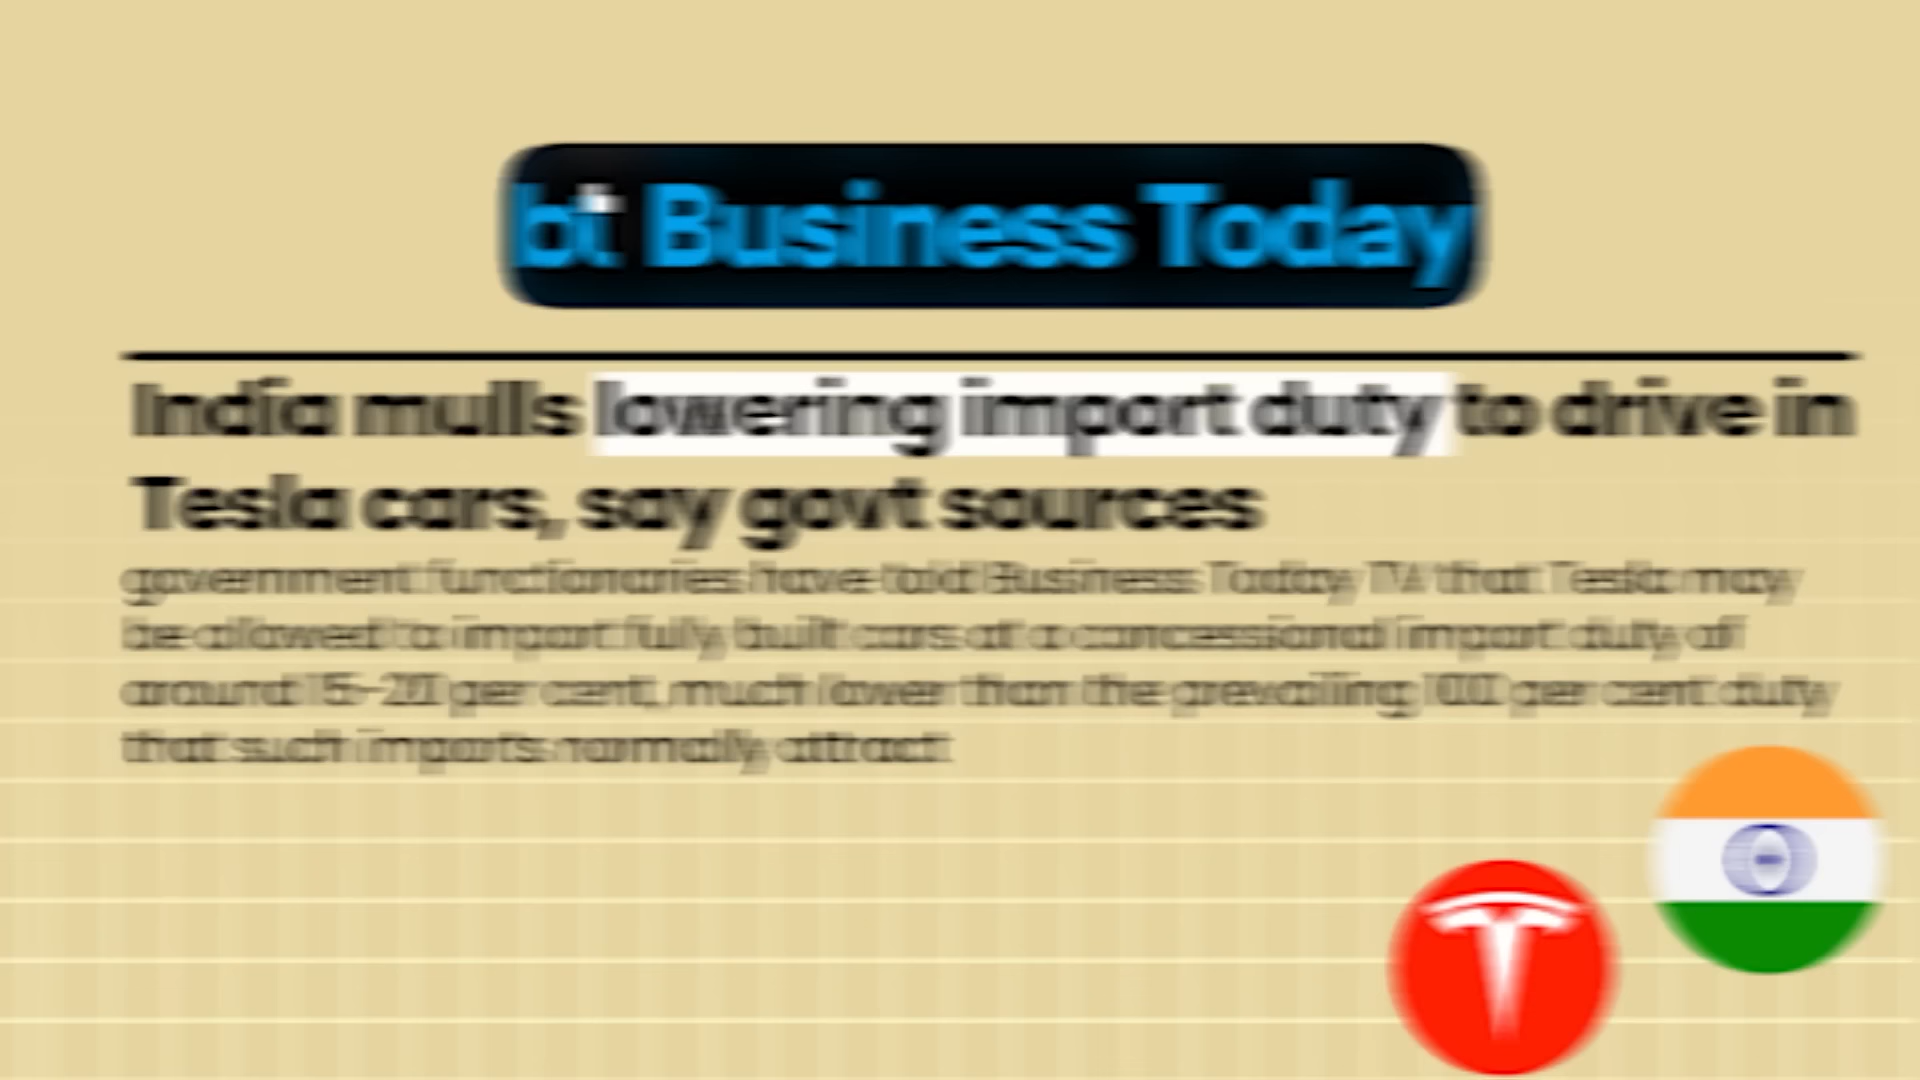 bt Business Today
India mulls lowering import duty to drive in
Tesla cars, say govt sources
government functionaries have told Business Today TV that Tesla may
be allowed to import fully built cars at a concessional import duty of
around 15-20 per cent, much lower than the prevailing 100 per cent duty
that such imports normally attract